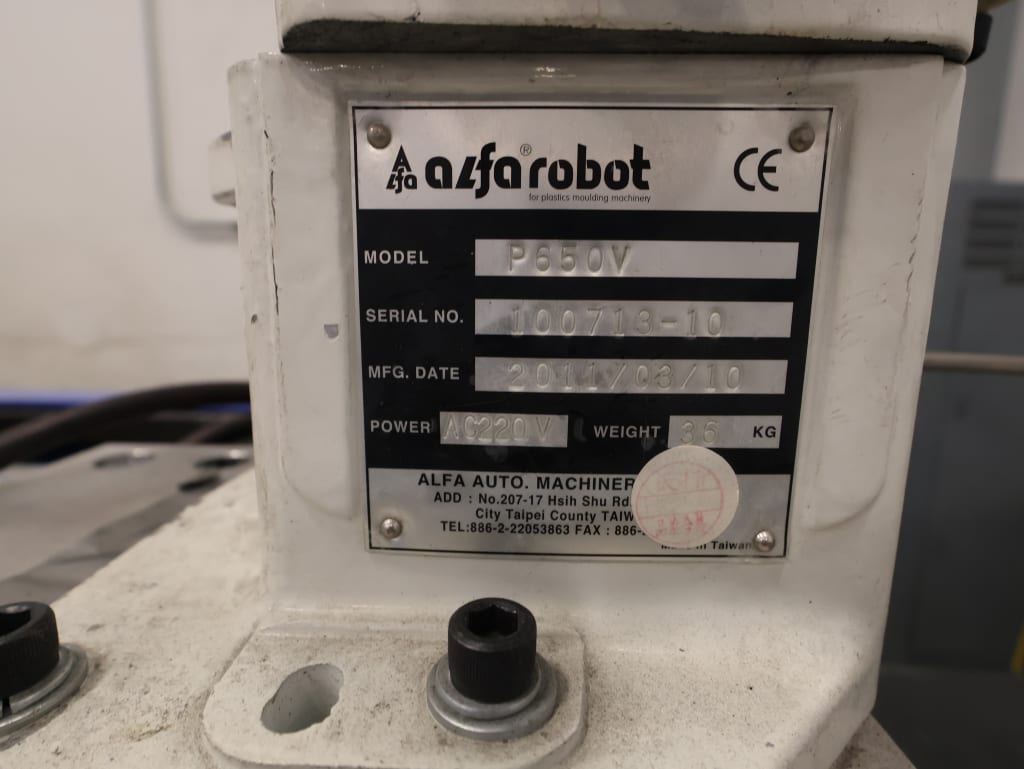 ALfa alfa® robot CE
for plastics moulding machinery
MODEL P650V
SERIAL NO. 100713-10
MFG. DATE 2011/03/10
POWER AC220V WEIGHT 36 KG
ALFA AUTO.
ADD : No.207-17 Hsih Shu Rd.
City Taipei County
TEL:886-2-22053863 FAX : 886-
in Taiwan